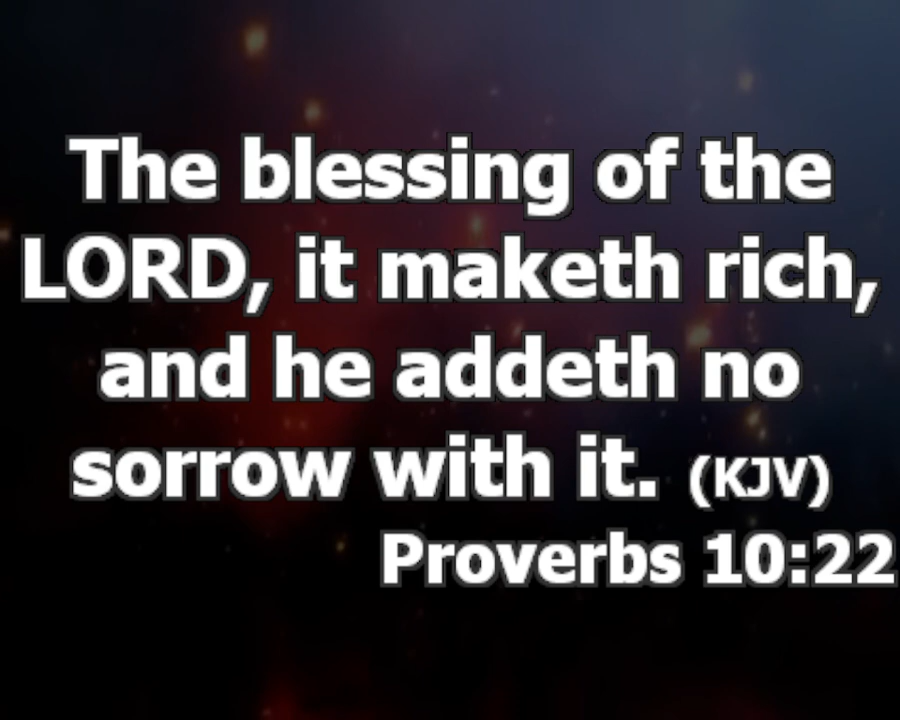 The blessing of the
LORD, it maketh rich,
and he addeth no
sorrow with it. (KJV)
Proverbs 10:22